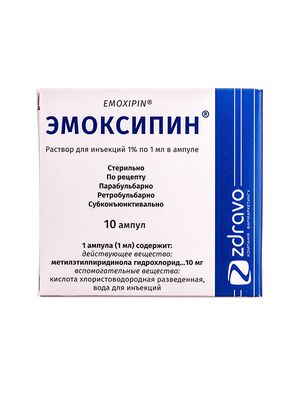 EMOXIPIN®
ЭМОКСИПИН®
Раствор для инъекций 1% по 1 мл в ампуле
Стерильно
По рецепту
Парабульбарно
Ретробульбарно
Субконъюнктивально
10 ампул
1 ампула (1 мл) содержит:
действующее вещество:
метилэтилпиридинола гидрохлорид...10 мг
вспомогательные вещества:
кислота хлористоводородная разведенная,
вода для инъекций
zdravo
КОМПАНИЯ ФАРМАРКЕТИНГУ